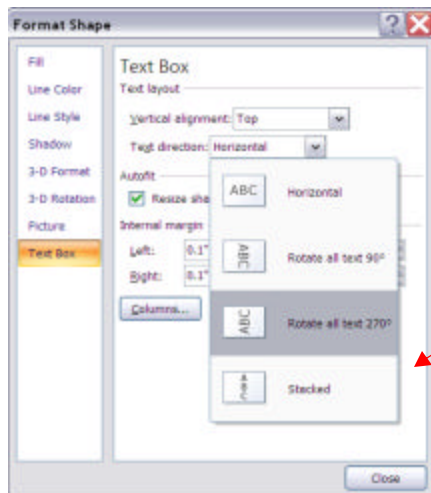 Format Shape
Fill
Line Color
Line Style
Shadow
3-D Format
3-D Rotation
Picture
Text Box
Text Box
Text layout
Vertical alignment: Top
Text direction: Horizontal
Autofit
Resize sha
Internal margin
Left: 0.1"
Right: 0.1"
Columns...
ABC Horizontal
ABC Rotate all text 90°
ABC Rotate all text 270°
ABC Stacked
Close